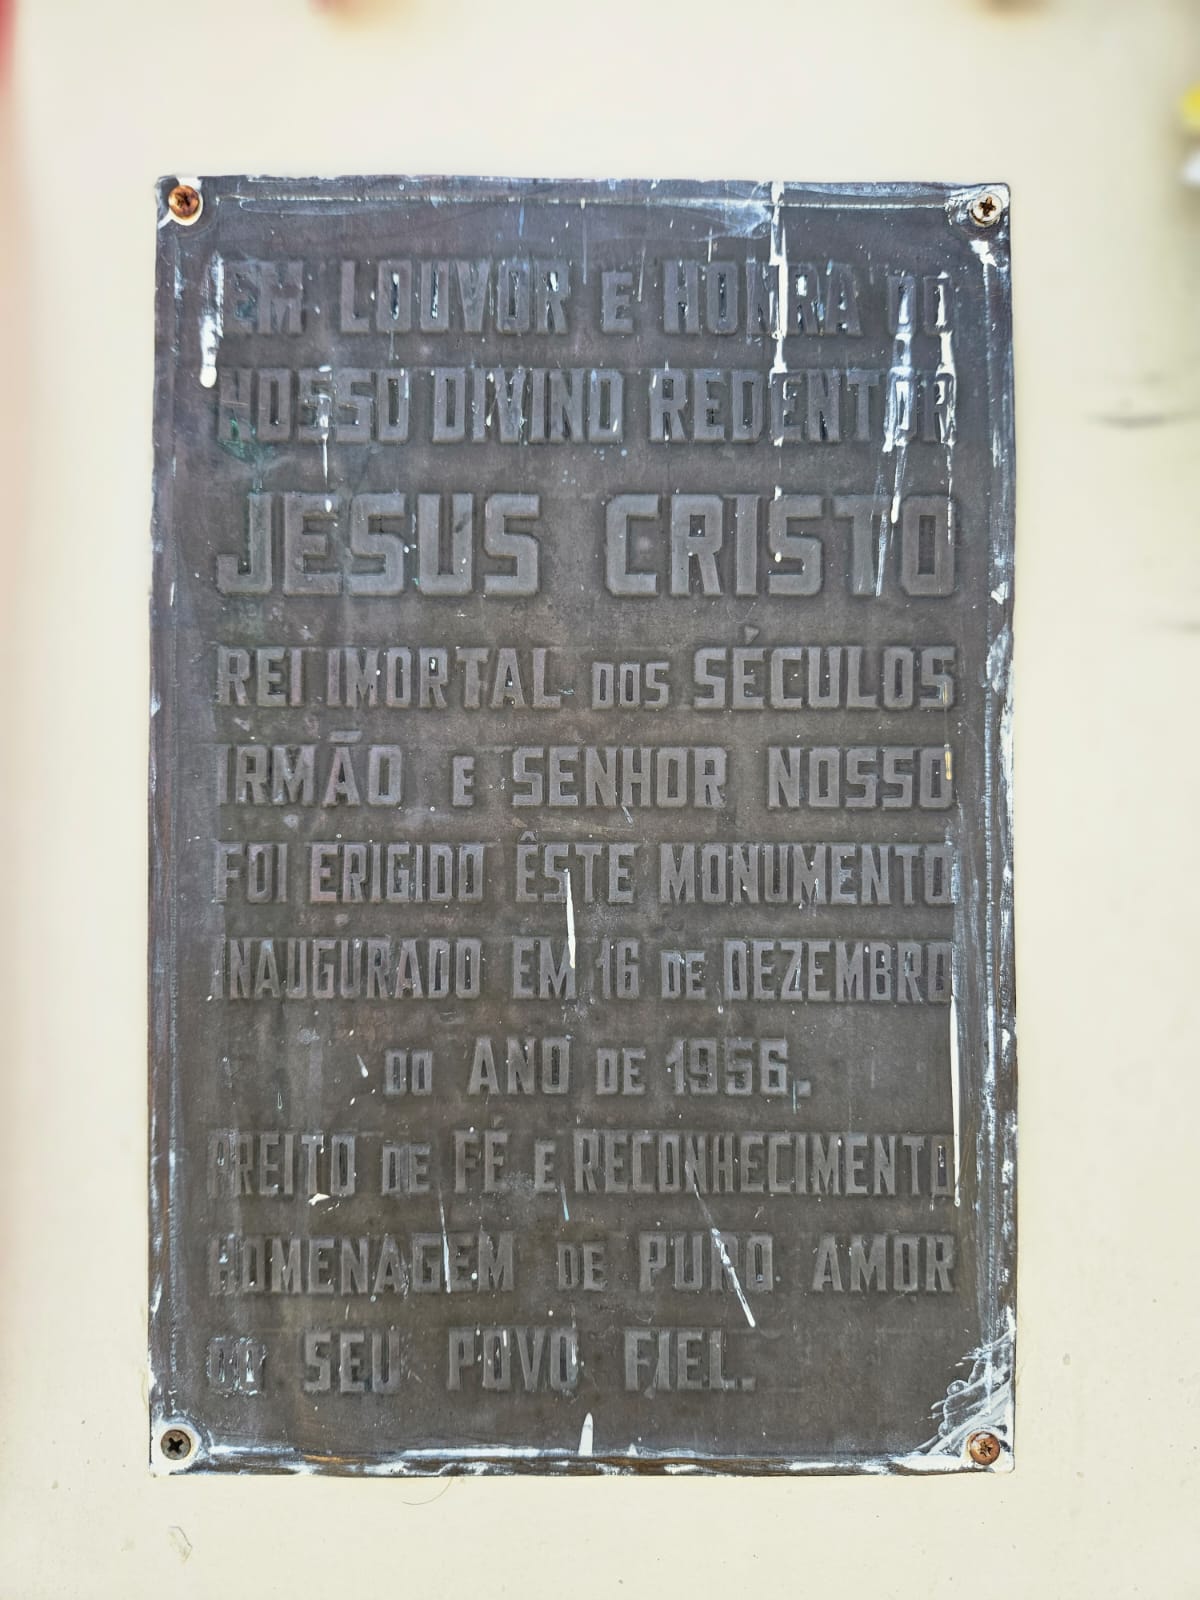 EM LOUVOR E HONRA DO
NOSSO DIVINO REDENTOR
JESUS CRISTO
REI IMORTAL DOS SÉCULOS
IRMÃO E SENHOR NOSSO
FOI ERIGIDO ÊSTE MONUMENTO
INAUGURADO EM 16 DE DEZEMBRO
DO ANO DE 1956.
PREITO DE FÉ E RECONHECIMENTO
HOMENAGEM DE PURO AMOR
DO SEU POVO FIEL.